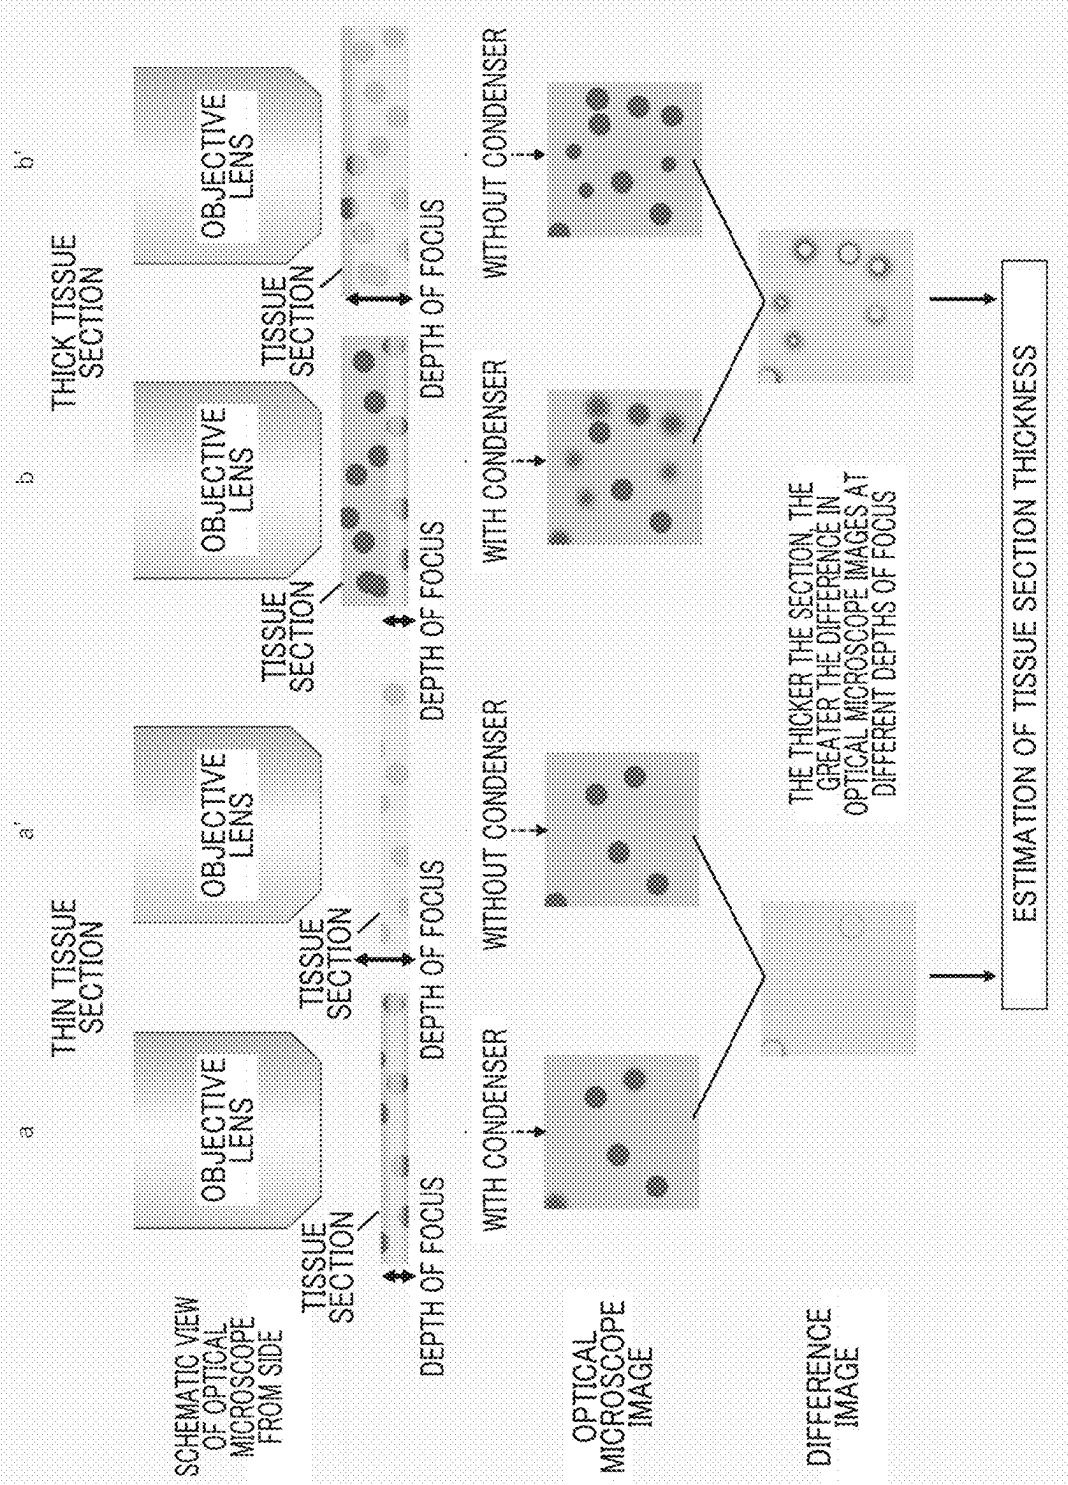 a
a'
b
b'
THIN TISSUE
SECTION
THICK TISSUE
SECTION
SCHEMATIC VIEW
OF OPTICAL
MICROSCOPE
FROM SIDE
OBJECTIVE
LENS
OBJECTIVE
LENS
OBJECTIVE
LENS
OBJECTIVE
LENS
TISSUE
SECTION
TISSUE
SECTION
TISSUE
SECTION
TISSUE
SECTION
DEPTH OF FOCUS
DEPTH OF FOCUS
DEPTH OF FOCUS
DEPTH OF FOCUS
WITH CONDENSER
WITHOUT CONDENSER
WITH CONDENSER
WITHOUT CONDENSER
OPTICAL
MICROSCOPE
IMAGE
DIFFERENCE
IMAGE
THE THICKER THE SECTION, THE
GREATER THE DIFFERENCE IN
OPTICAL MICROSCOPE IMAGES AT
DIFFERENT DEPTHS OF FOCUS
ESTIMATION OF TISSUE SECTION THICKNESS